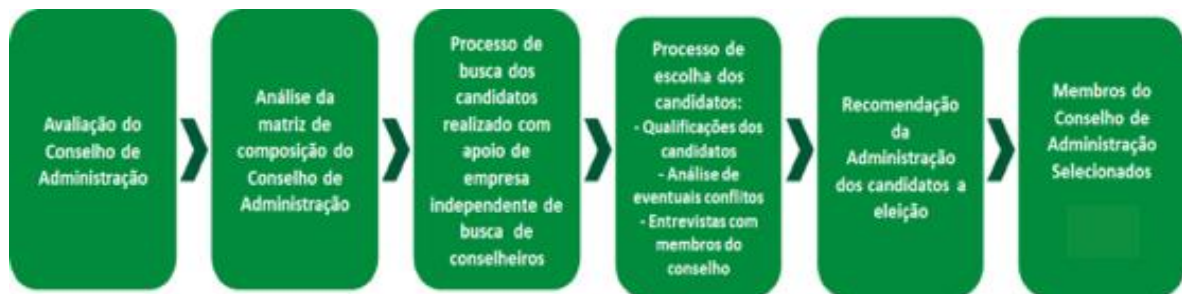 Avaliação do
Conselho de
Administração
Análise da
matriz de
composição do
Conselho de
Administração
Processo de
busca dos
candidatos
realizado com
apoio de
empresa
independente de
busca de
conselheiros
Processo de
escolha dos
candidatos:
- Qualificações dos
candidatos
- Análise de
eventuais conflitos
- Entrevistas com
membros do
conselho
Recomendação
da
Administração
dos candidatos a
eleição
Membros do
Conselho de
Administração
Selecionados